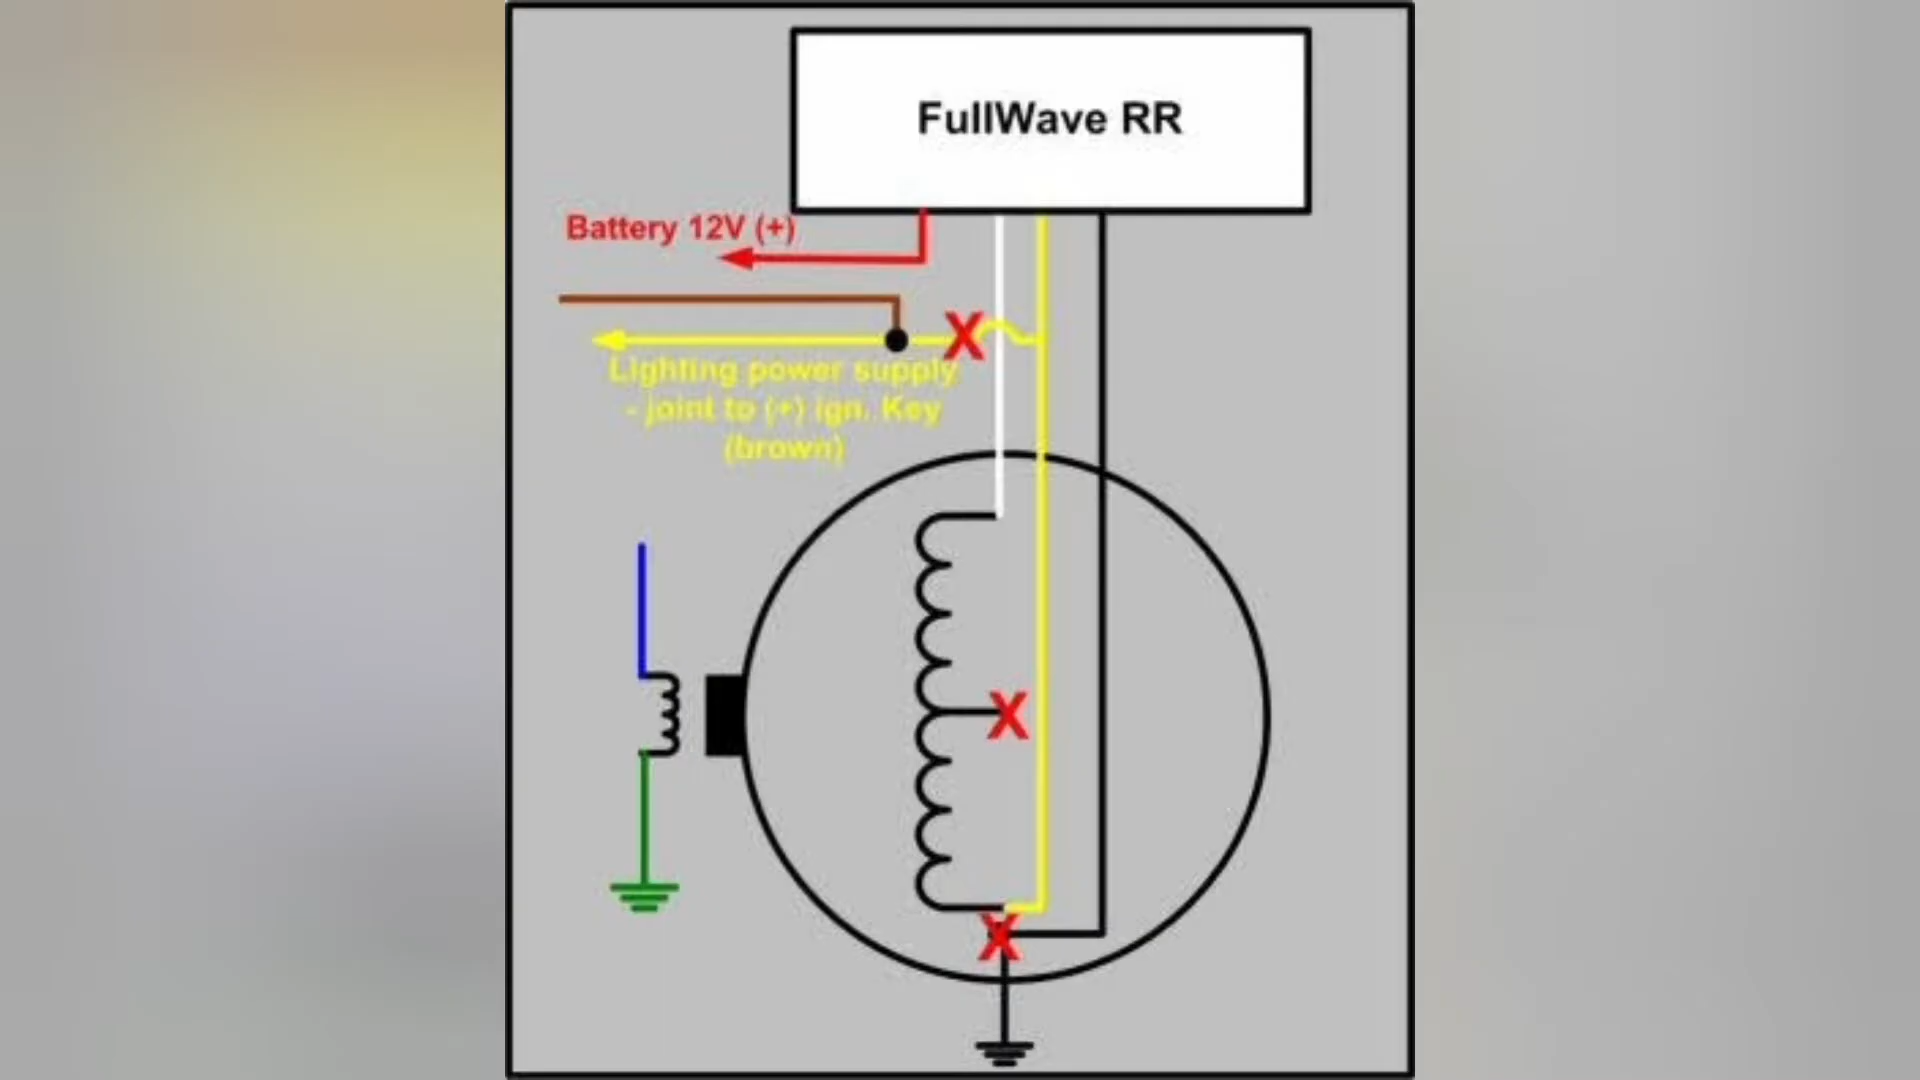 FullWave RR
Battery 12V (+)
X
Lighting power supply
- joint to (+) ign. Key
(brown)
X
X